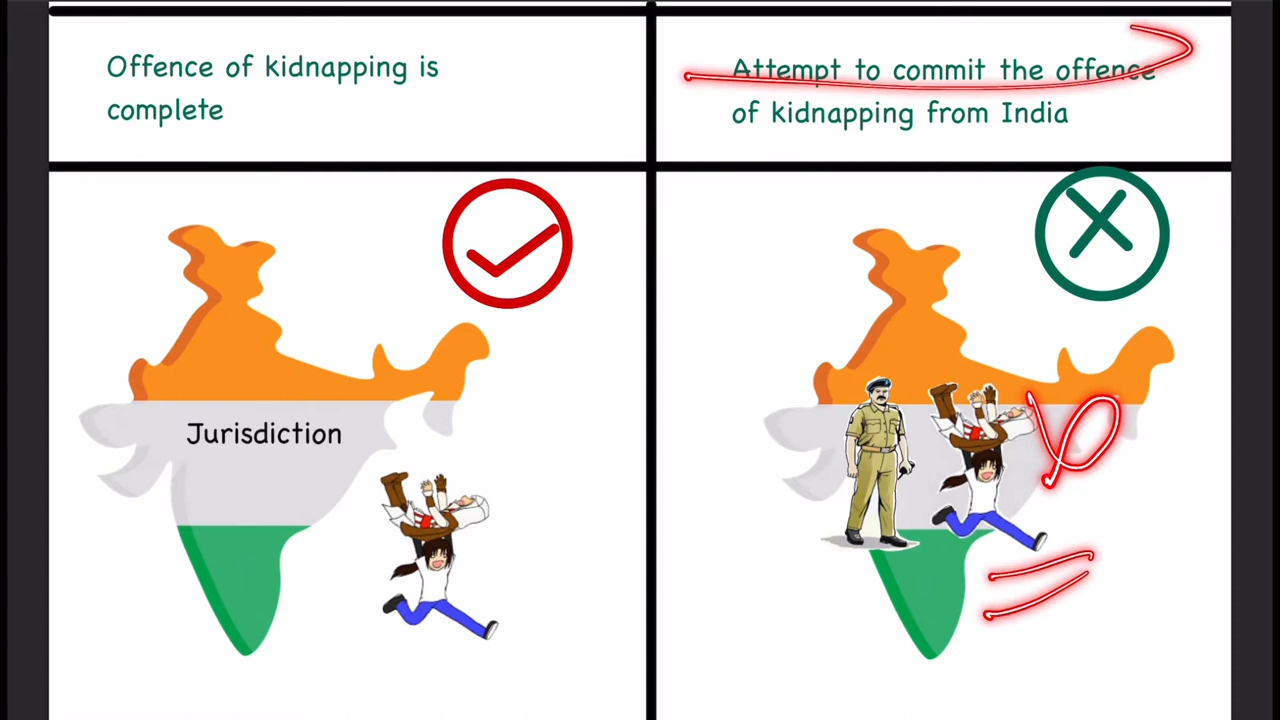 Offence of kidnapping is
complete
Attempt to commit the offence
of kidnapping from India
Jurisdiction